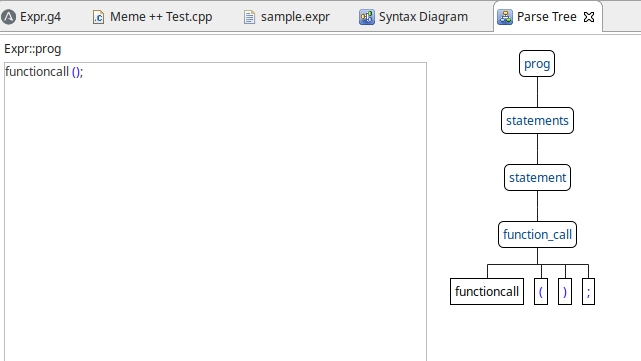 Expr.g4 Meme ++ Test.cpp sample.expr Syntax Diagram Parse Tree
Expr::prog
functioncall ();
prog
statements
statement
function_call
functioncall ( ) ;